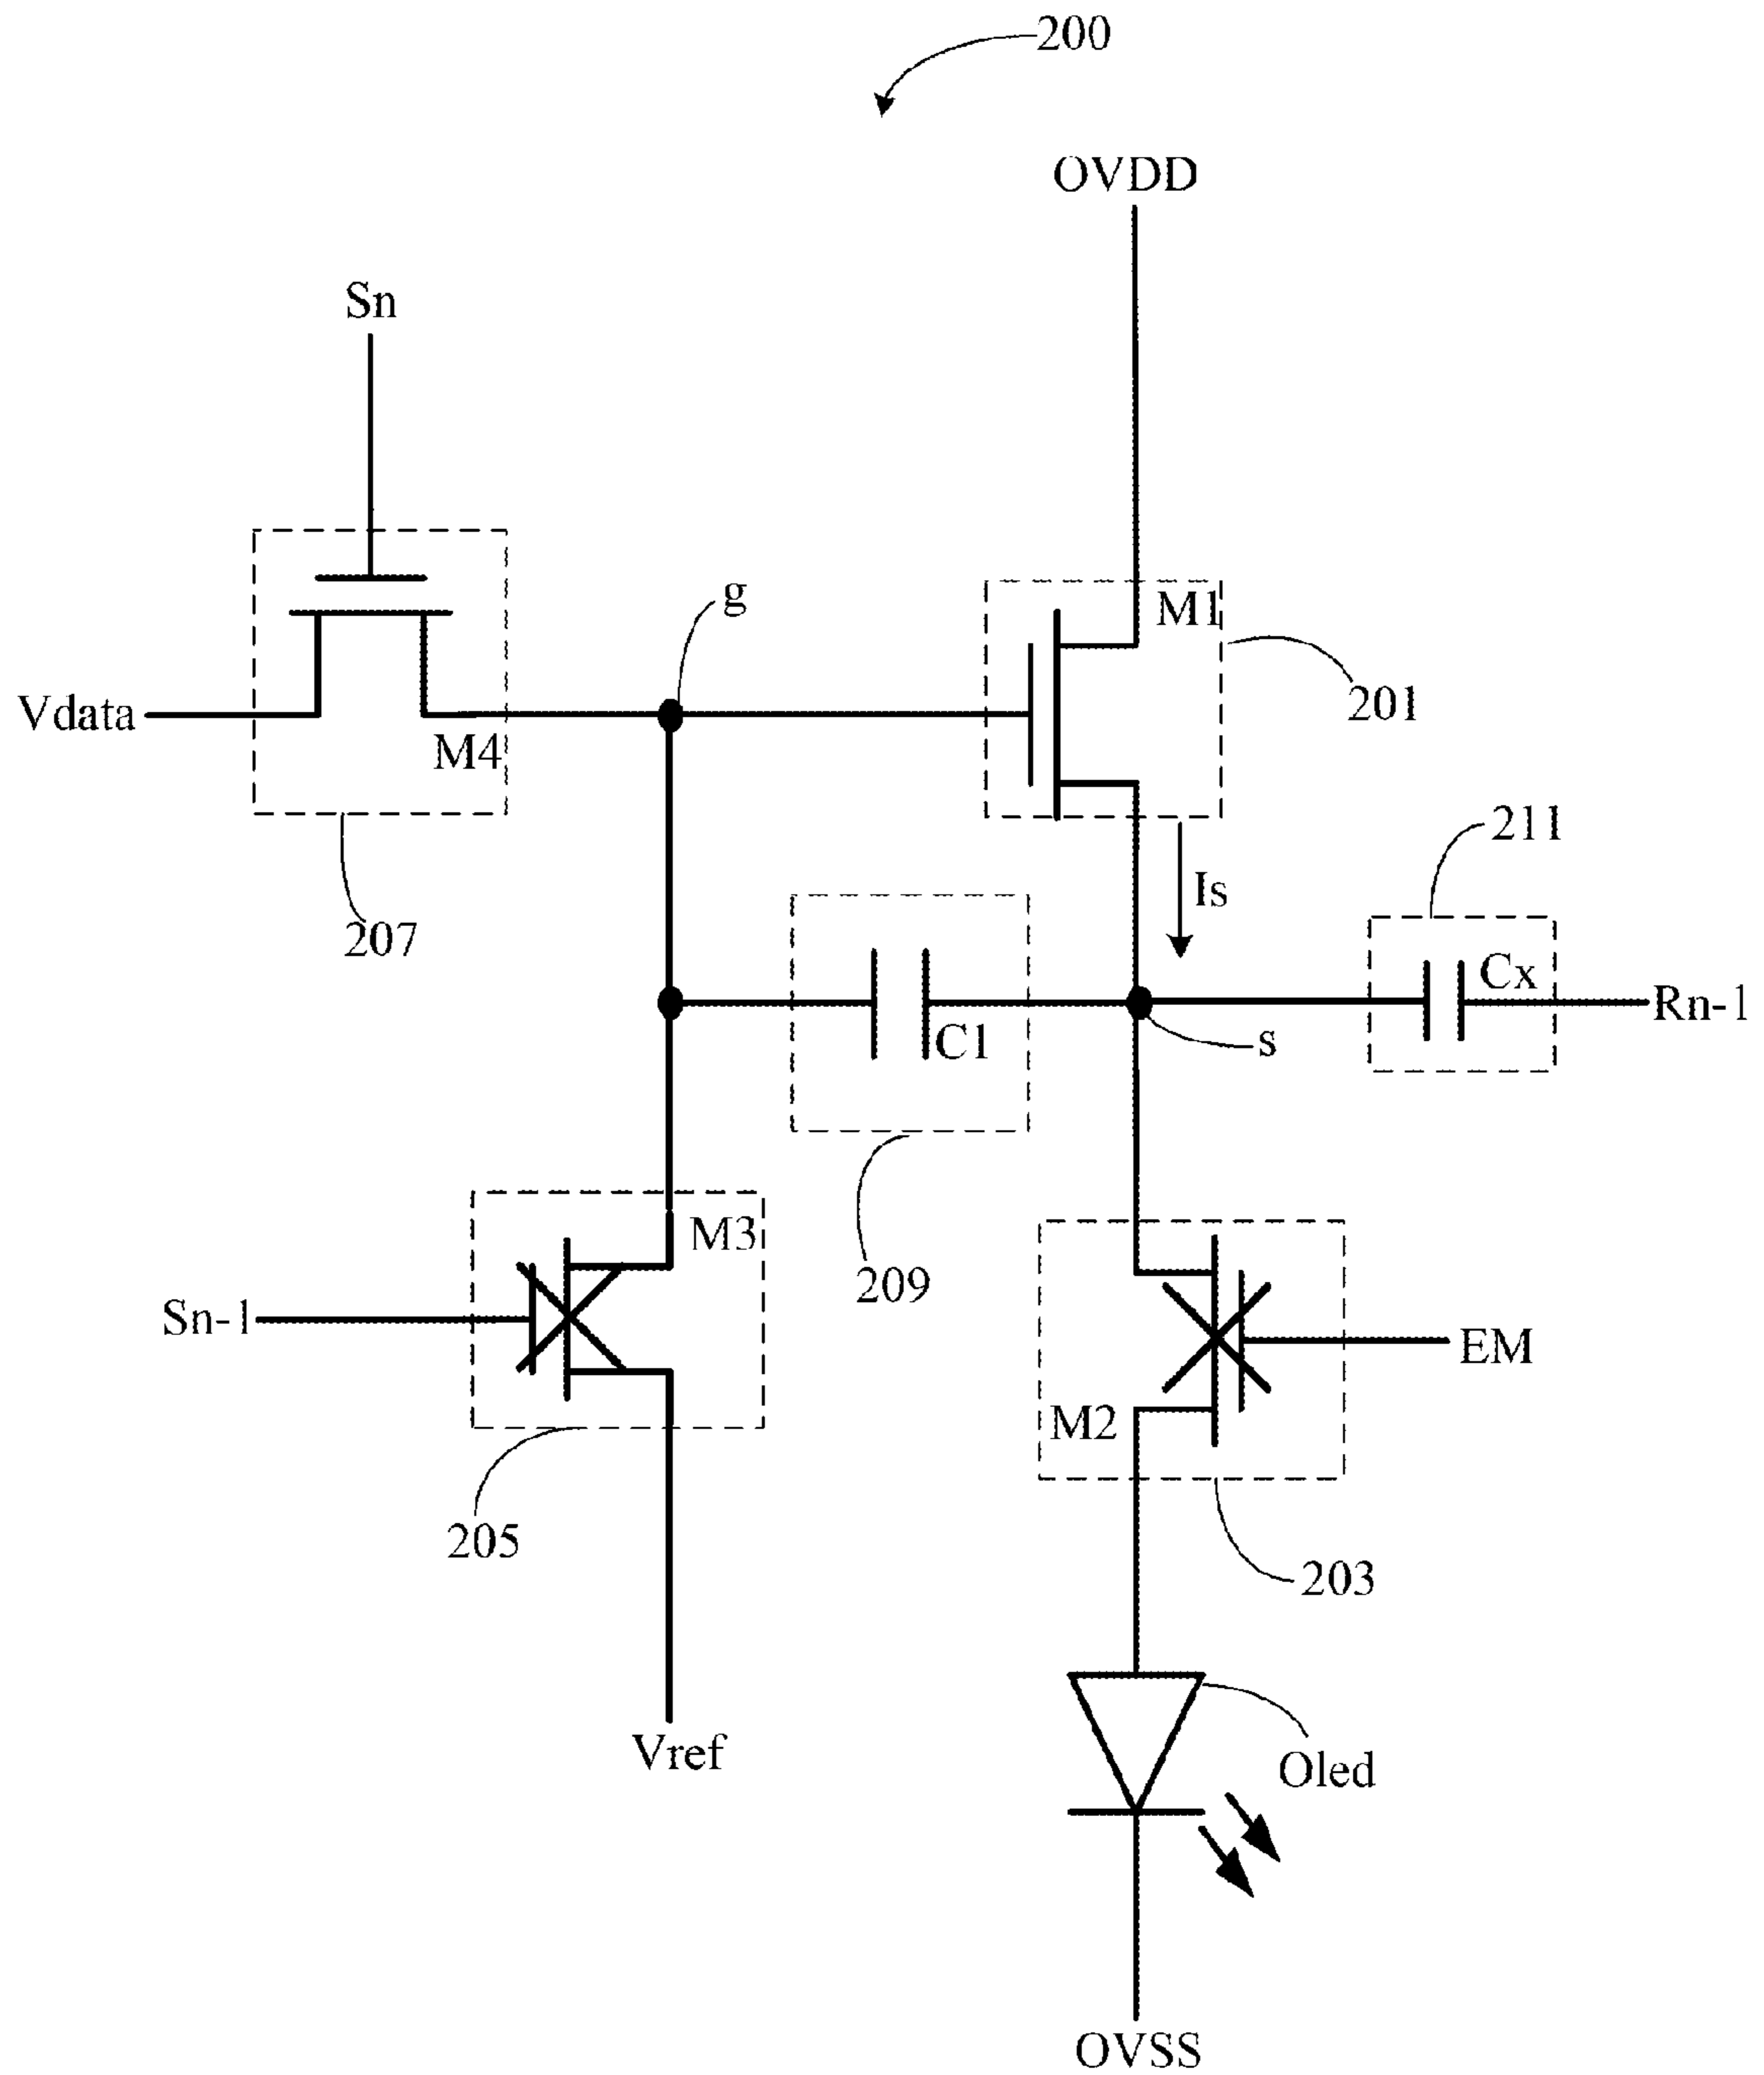 200
OVDD
Sn
g
M1
201
Vdata
M4
207
211
Is
Cx
Rn-1
C1
s
209
M3
Sn-1
205
EM
M2
203
Vref
Oled
OVSS